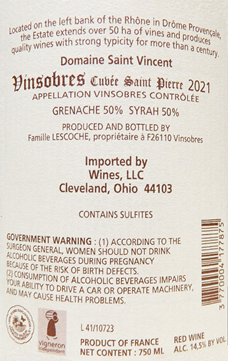 Located on the left bank of the Rhône in Drôme Provençale,
the Estate extends over 50 ha of vines and produces
quality wines with strong typicity for more than a century.
Domaine Saint Vincent
Vinsobres Cuvée Saint Pierre 2021
APPELLATION VINSOBRES CONTRÔLÉE
GRENACHE 50% SYRAH 50%
PRODUCED AND BOTTLED BY
Famille LESCOCHE, propriétaire à F26110 Vinsobres
Imported by
Wines, LLC
Cleveland, Ohio 44103
CONTAINS SULFITES
GOVERNMENT WARNING : (1) ACCORDING TO THE
SURGEON GENERAL, WOMEN SHOULD NOT DRINK
ALCOHOLIC BEVERAGES DURING PREGNANCY
BECAUSE OF THE RISK OF BIRTH DEFECTS.
(2) CONSUMPTION OF ALCOHOLIC BEVERAGES IMPAIRS
YOUR ABILITY TO DRIVE A CAR OR OPERATE MACHINERY,
AND MAY CAUSE HEALTH PROBLEMS.
3 770004 177875
vigneron
indépendant
L 41/10723
PRODUCT OF FRANCE
NET CONTENT : 750 ML
RED WINE
ALC. 14,5% BY VOL